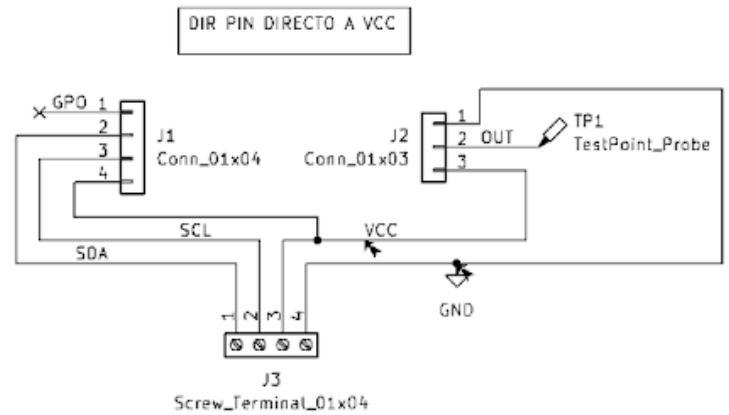 DIR PIN DIRECTO A VCC
GPO 1
2
3
4
J1
Conn_01x04
J2
Conn_01x03
1
2 OUT
3
TP1
TestPoint_Probe
SCL
VCC
SDA
GND
1 2 3 4
J3
Screw_Terminal_01x04